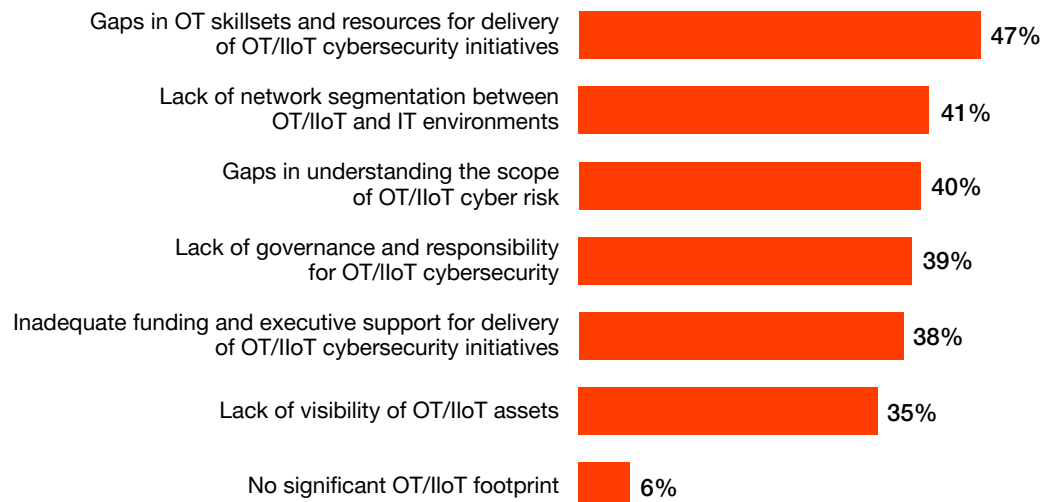 Gaps in OT skillsets and resources for delivery
of OT/IIoT cybersecurity initiatives
47%
Lack of network segmentation between
OT/IIoT and IT environments
41%
Gaps in understanding the scope
of OT/IIoT cyber risk
40%
Lack of governance and responsibility
for OT/IIoT cybersecurity
39%
Inadequate funding and executive support for delivery
of OT/IIoT cybersecurity initiatives
38%
Lack of visibility of OT/IIoT assets
35%
No significant OT/IIoT footprint
6%